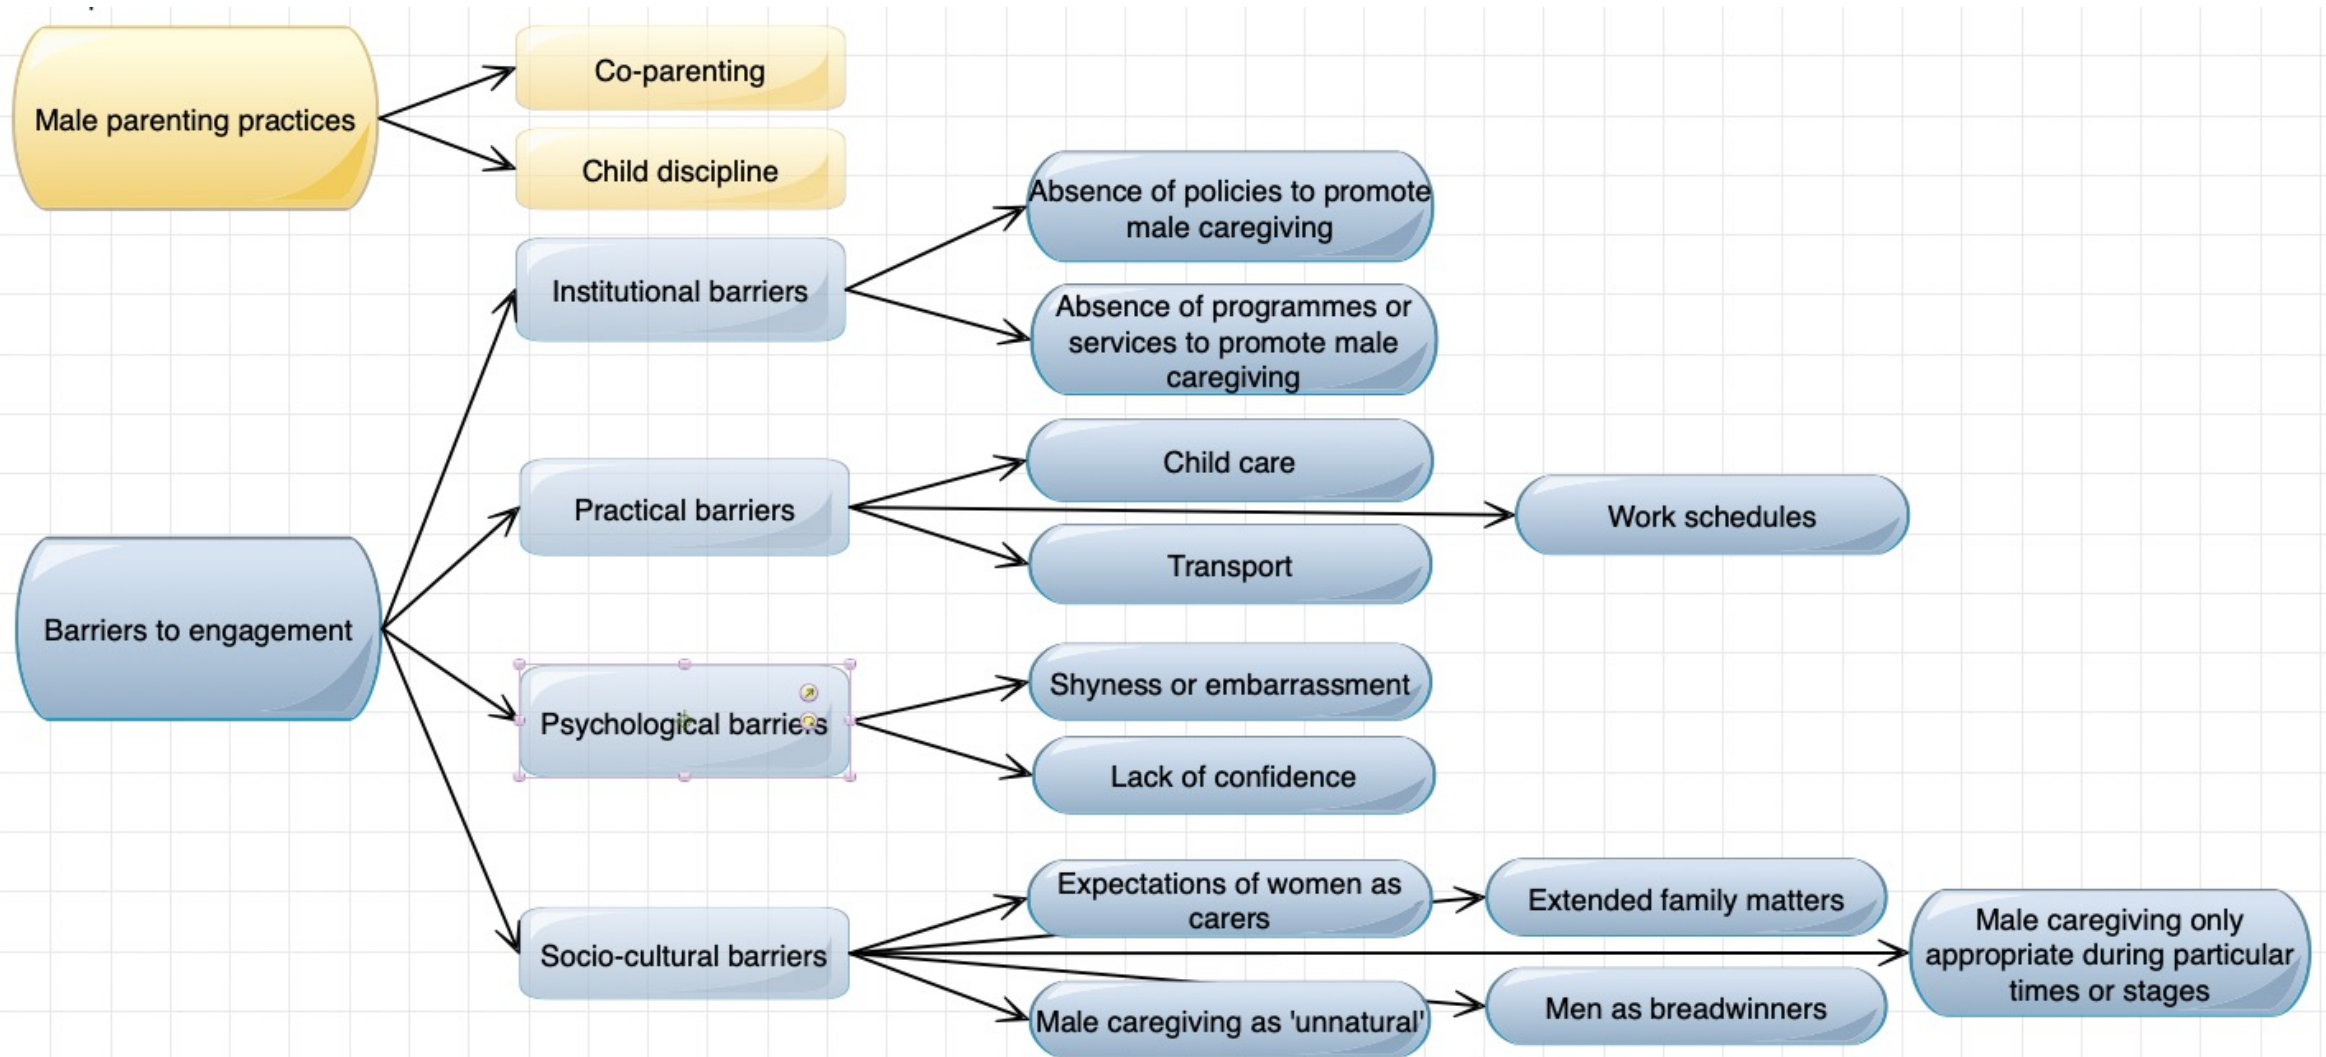 Male parenting practices
Co-parenting
Child discipline
Institutional barriers
Absence of policies to promote
male caregiving
Absence of programmes or
services to promote male
caregiving
Barriers to engagement
Practical barriers
Child care
Work schedules
Transport
Psychological barriers
Shyness or embarrassment
Lack of confidence
Socio-cultural barriers
Expectations of women as
carers
Extended family matters
Male caregiving only
appropriate during particular
times or stages
Male caregiving as 'unnatural'
Men as breadwinners